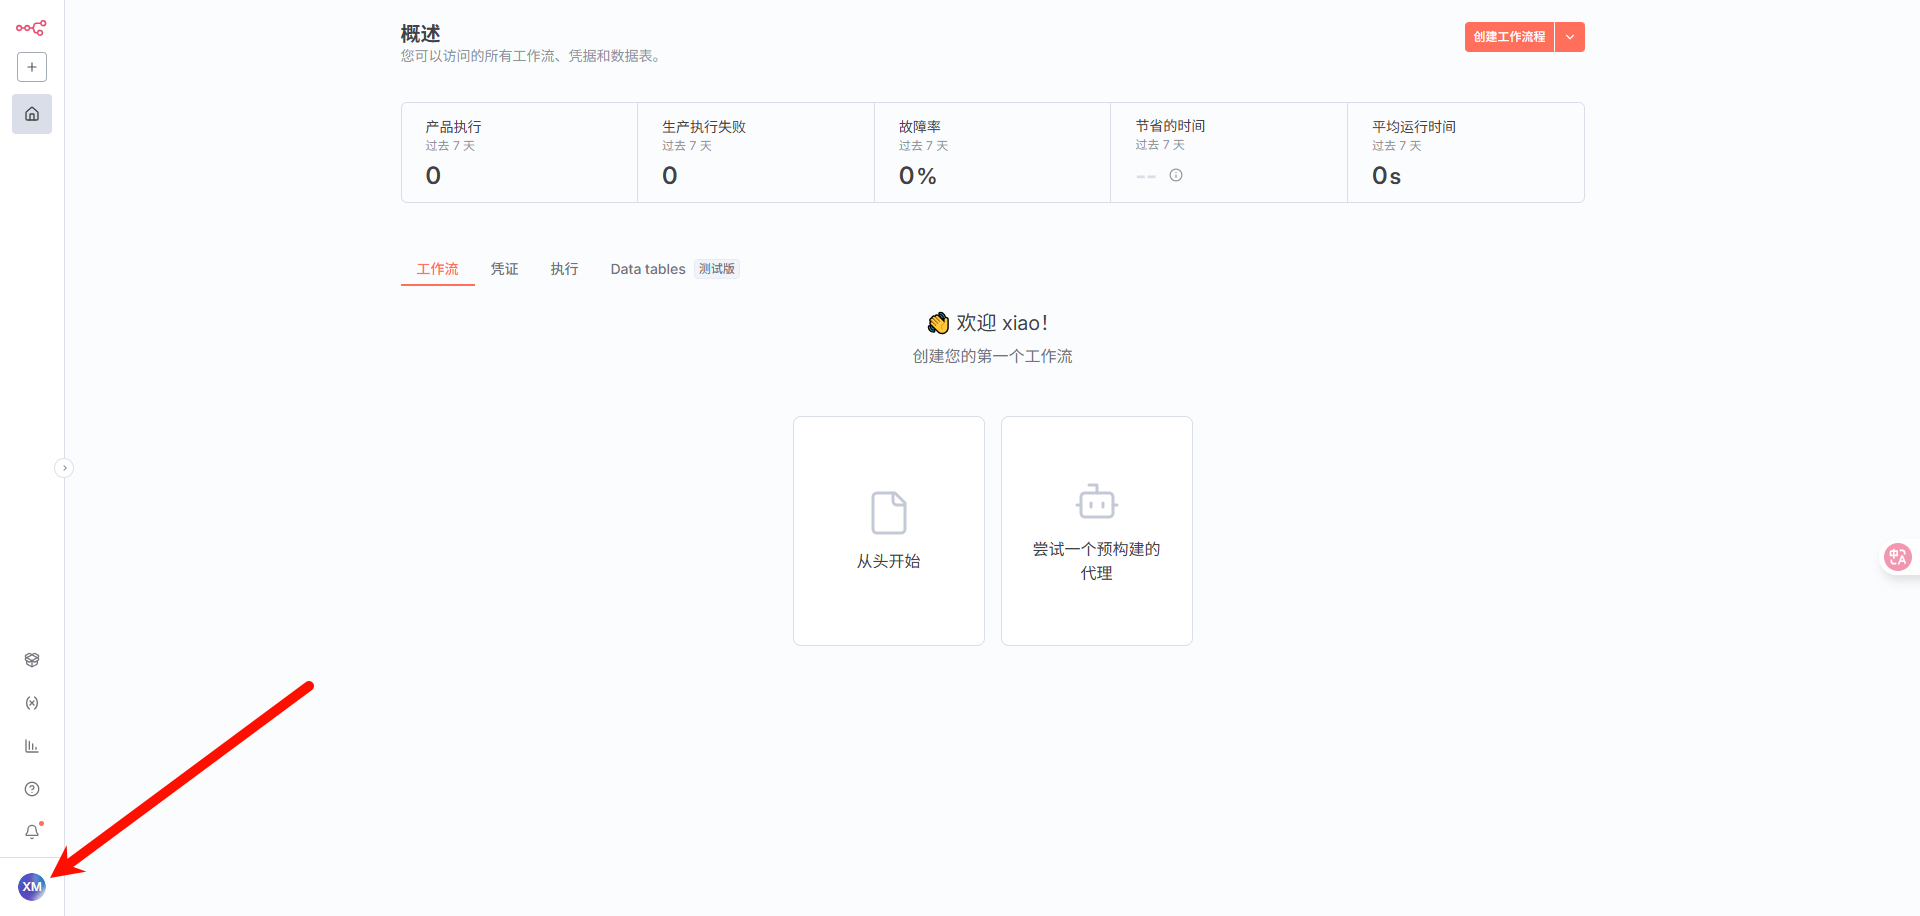 概述
您可以访问的所有工作流、凭据和数据表。
创建工作流程
产品执行
过去 7 天
0
生产执行失败
过去 7 天
0
故障率
过去 7 天
0%
节省的时间
过去 7 天
--
平均运行时间
过去 7 天
0s
工作流 凭证 执行 Data tables 测试版
👏 欢迎 xiao！
创建您的第一个工作流
从头开始
尝试一个预构建的
代理
中A
XM